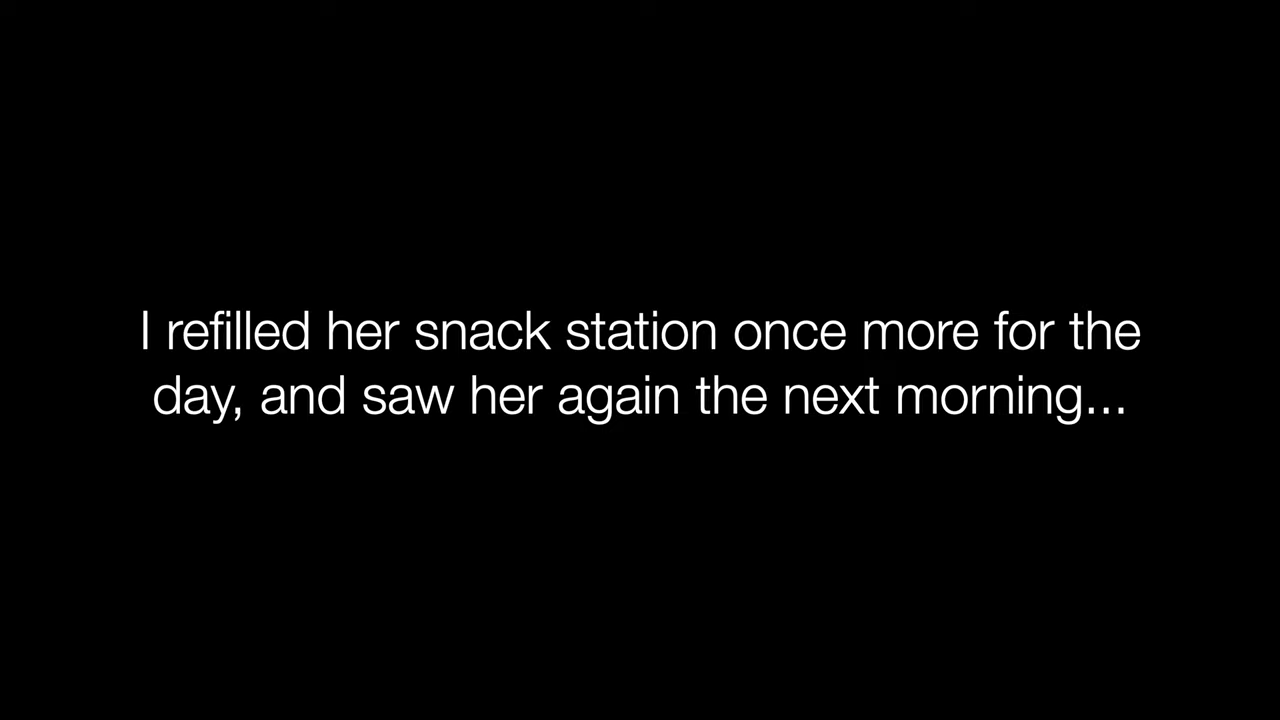 I refilled her snack station once more for the
day, and saw her again the next morning...